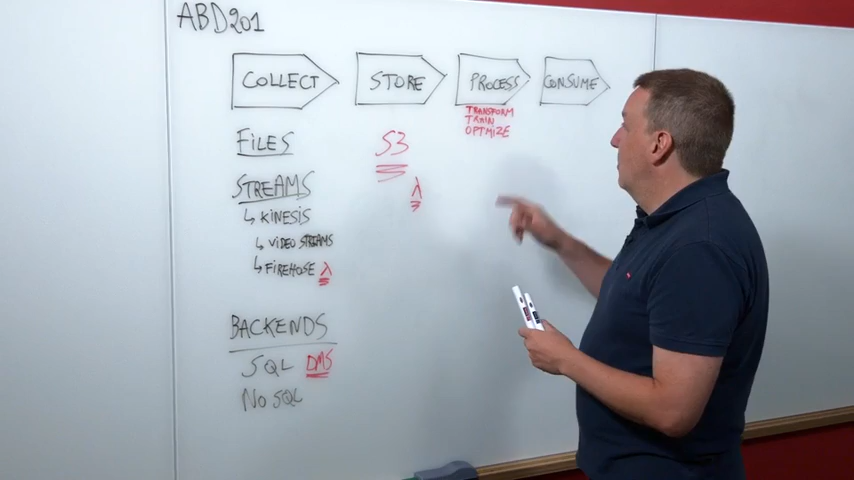 ABD201
COLLECT STORE PROCESS CONSUME
TRANSFORM
TRAIN
OPTMIZE
FILES
S3
STREAMS
λ
↳ KINESIS
↳ VIDEO STREAMS
↳ FIREHOSE λ
BACKENDS
SQL DMS
NO SQL